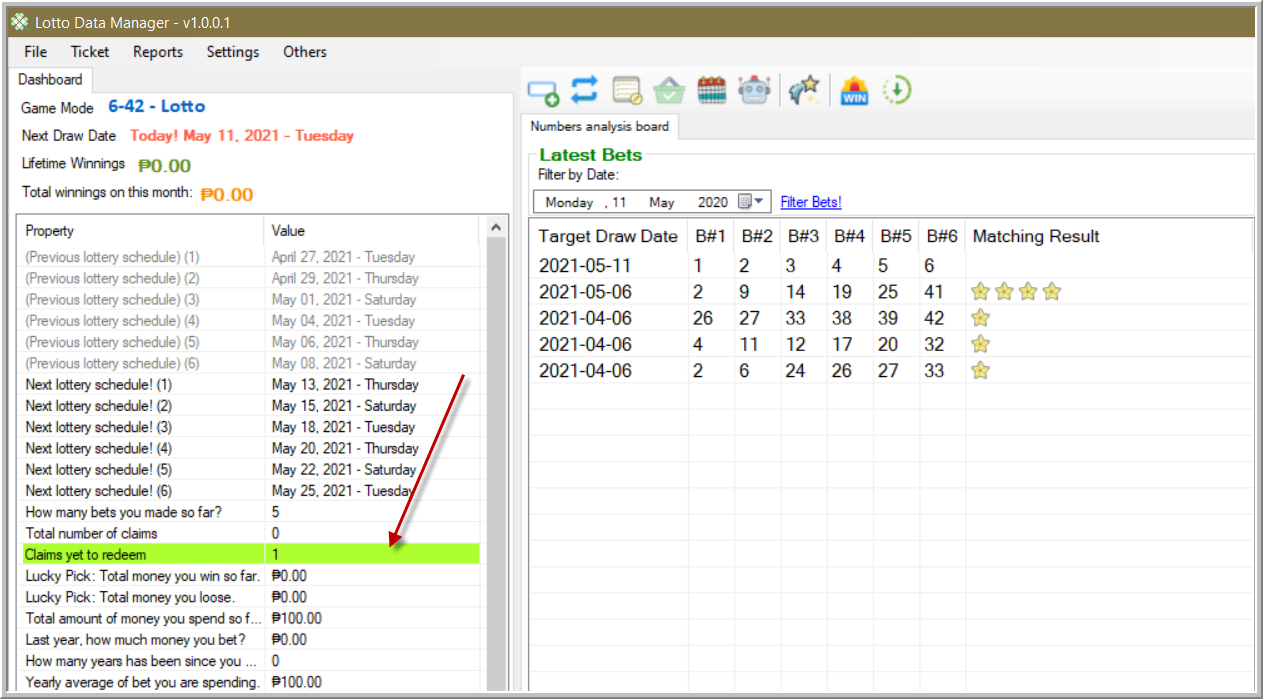 Lotto Data Manager - v1.0.0.1
File Ticket Reports Settings Others
Dashboard
Game Mode 6-42 - Lotto
Next Draw Date Today! May 11, 2021 - Tuesday
Lifetime Winnings ₱0.00
Total winnings on this month: ₱0.00
Property Value
(Previous lottery schedule) (1) April 27, 2021 - Tuesday
(Previous lottery schedule) (2) April 29, 2021 - Thursday
(Previous lottery schedule) (3) May 01, 2021 - Saturday
(Previous lottery schedule) (4) May 04, 2021 - Tuesday
(Previous lottery schedule) (5) May 06, 2021 - Thursday
(Previous lottery schedule) (6) May 08, 2021 - Saturday
Next lottery schedule! (1) May 13, 2021 - Thursday
Next lottery schedule! (2) May 15, 2021 - Saturday
Next lottery schedule! (3) May 18, 2021 - Tuesday
Next lottery schedule! (4) May 20, 2021 - Thursday
Next lottery schedule! (5) May 22, 2021 - Saturday
Next lottery schedule! (6) May 25, 2021 - Tuesday
How many bets you made so far? 5
Total number of claims 0
Claims yet to redeem 1
Lucky Pick: Total money you win so far. ₱0.00
Lucky Pick: Total money you loose. ₱0.00
Total amount of money you spend so f... ₱100.00
Last year, how much money you bet? ₱0.00
How many years has been since you ... 0
Yearly average of bet you are spending. ₱100.00
WIN
Numbers analysis board
Latest Bets
Filter by Date:
Monday , 11 May 2020 Filter Bets!
Target Draw Date B#1 B#2 B#3 B#4 B#5 B#6 Matching Result
2021-05-11 1 2 3 4 5 6
2021-05-06 2 9 14 19 25 41
2021-04-06 26 27 33 38 39 42
2021-04-06 4 11 12 17 20 32
2021-04-06 2 6 24 26 27 33